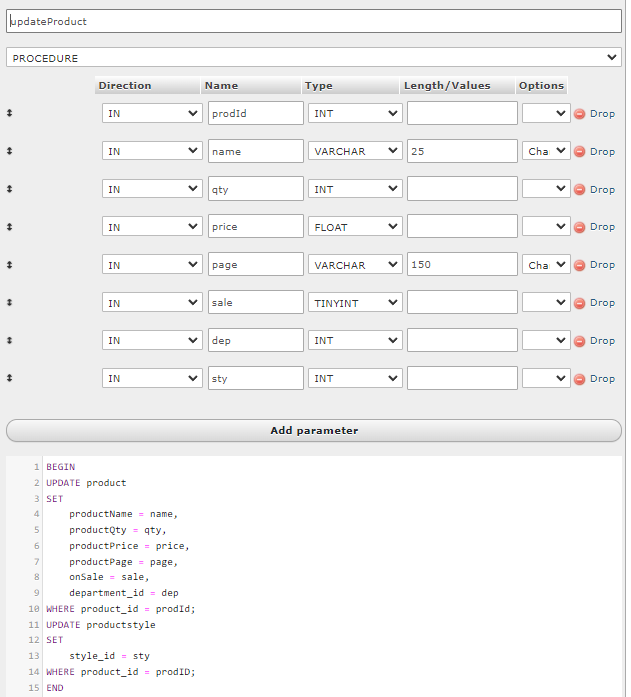 updateProduct
PROCEDURE
Direction Name Type Length/Values Options
IN prodId INT Drop
IN name VARCHAR 25 Cha Drop
IN qty INT Drop
IN price FLOAT Drop
IN page VARCHAR 150 Cha Drop
IN sale TINYINT Drop
IN dep INT Drop
IN sty INT Drop
Add parameter
1 BEGIN
2 UPDATE product
3 SET
4 productName = name,
5 productQty = qty,
6 productPrice = price,
7 productPage = page,
8 onSale = sale,
9 department_id = dep
10 WHERE product_id = prodId;
11 UPDATE productstyle
12 SET
13 style_id = sty
14 WHERE product_id = prodID;
15 END